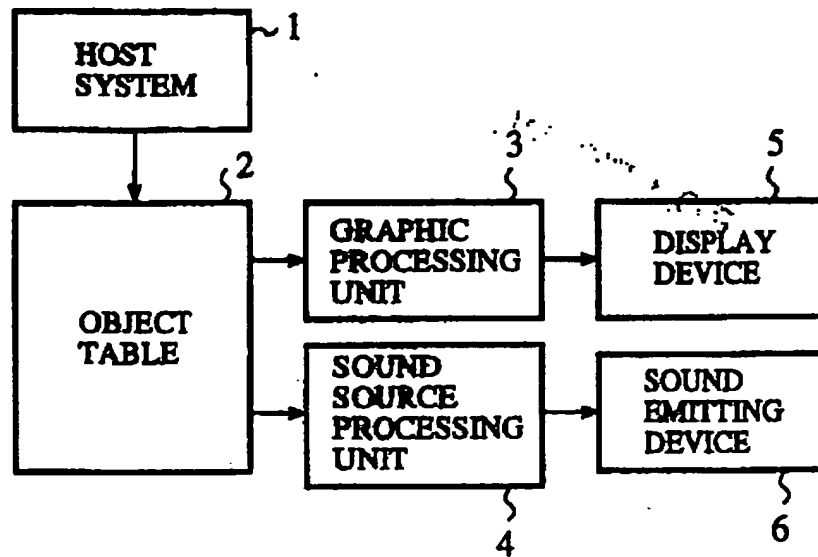 HOST
SYSTEM
1
2
OBJECT
TABLE
3
GRAPHIC
PROCESSING
UNIT
5
DISPLAY
DEVICE
SOUND
SOURCE
PROCESSING
UNIT
4
SOUND
EMITTING
DEVICE
6